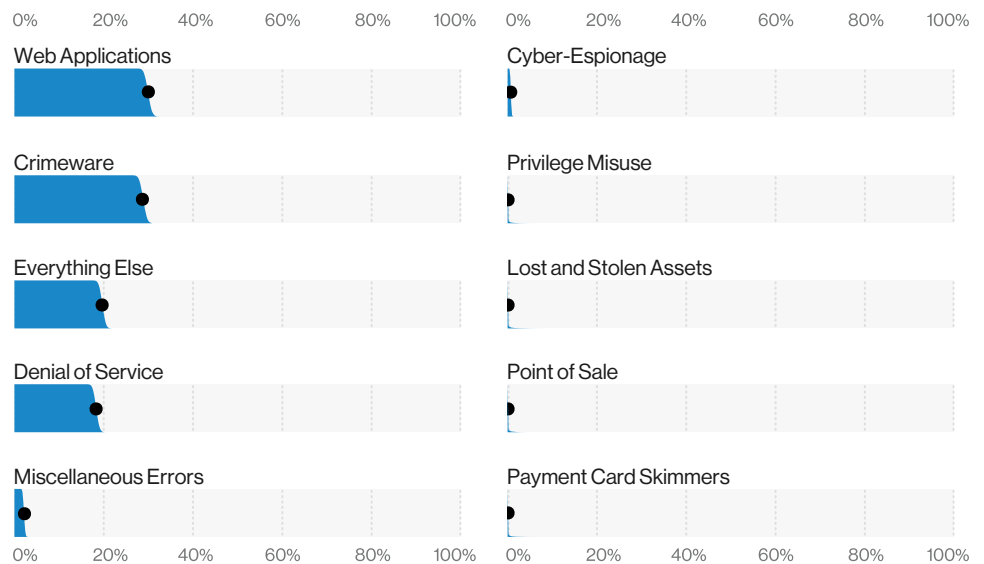 0% 20% 40% 60% 80% 100%
Web Applications
Crimeware
Everything Else
Denial of Service
Miscellaneous Errors
0% 20% 40% 60% 80% 100%
0% 20% 40% 60% 80% 100%
Cyber-Espionage
Privilege Misuse
Lost and Stolen Assets
Point of Sale
Payment Card Skimmers
0% 20% 40% 60% 80% 100%